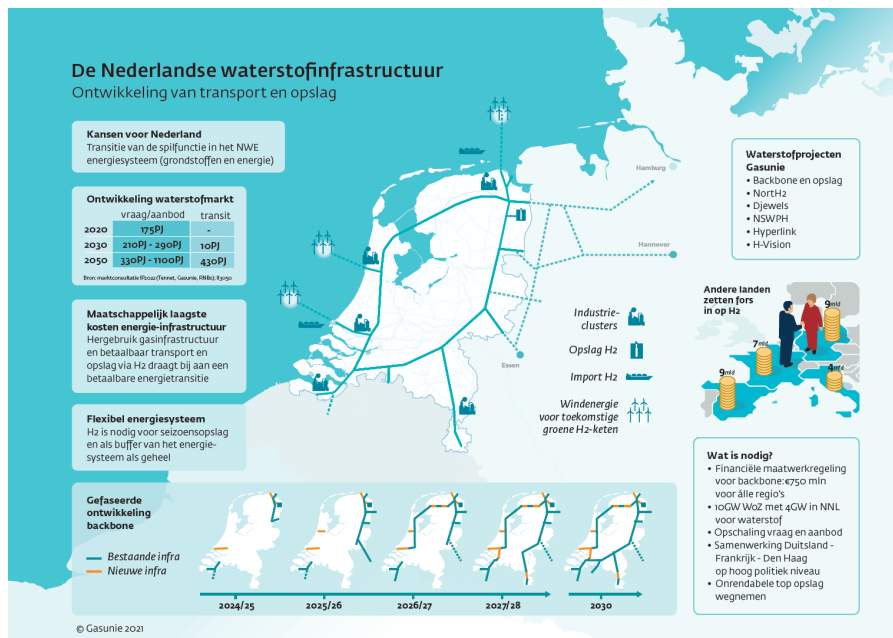 De Nederlandse waterstofinfrastructuur
Ontwikkeling van transport en opslag
Kansen voor Nederland
Transitie van de spilfunctie in het NWE
energiesysteem (grondstoffen en energie)
Ontwikkeling waterstofmarkt
vraag/aanbod transit
2020 175PJ -
2030 210PJ - 290PJ 10PJ
2050 330PJ - 1100PJ 430PJ
Bron: marktconsultatie IP2022 (Tennet, Gasunie, RNBs); II3050
Maatschappelijk laagste
kosten energie-infrastructuur
Hergebruik gasinfrastructuur
en betaalbaar transport en
opslag via H2 draagt bij aan een
betaalbare energietransitie
Flexibel energiesysteem
H2 is nodig voor seizoensopslag
en als buffer van het energie-
systeem als geheel
Hamburg
Hannover
Essen
Industrie-
clusters
Opslag H2
Import H2
Windenergie
voor toekomstige
groene H2-keten
Waterstofprojecten
Gasunie
• Backbone en opslag
• NortH2
• Djewels
• NSWPH
• Hyperlink
• H-Vision
Andere landen
zetten fors
in op H2
9mld
7mld
9mld
4mld
Wat is nodig?
• Financiële maatwerkregeling
voor backbone:€750 mln
voor álle regio's
• 10GW WoZ met 4GW in NNL
voor waterstof
• Opschaling vraag en aanbod
• Samenwerking Duitsland -
Frankrijk - Den Haag
op hoog politiek niveau
• Onrendabele top opslag
wegnemen
Gefaseerde
ontwikkeling
backbone
Bestaande infra
Nieuwe infra
2024/25
2025/26
2026/27
2027/28
2030
© Gasunie 2021